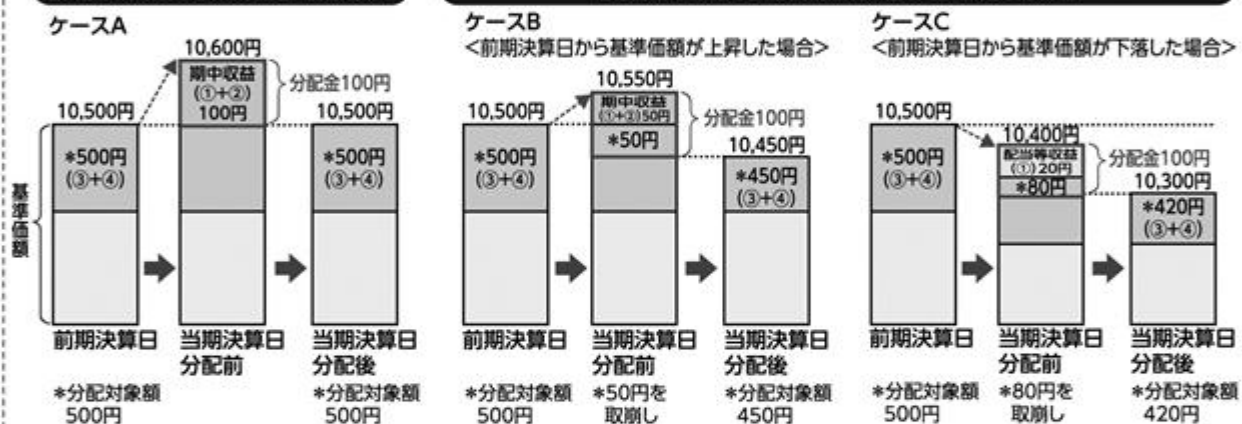 ケースA
10,600円
期中収益
(①+②)
100円
分配金100円
10,500円
10,500円
*500円
(③+④)
*500円
(③+④)
基準価額
前期決算日
当期決算日
分配前
当期決算日
分配後
*分配対象額
500円
*分配対象額
500円
ケースB
<前期決算日から基準価額が上昇した場合>
10,550円
期中収益
(①+②)50円
分配金100円
10,500円
*500円
(③+④)
*50円
10,450円
*450円
(③+④)
前期決算日
当期決算日
分配前
当期決算日
分配後
*分配対象額
500円
*50円を
取崩し
*分配対象額
450円
ケースC
<前期決算日から基準価額が下落した場合>
10,500円
*500円
(③+④)
10,400円
配当等収益
(①)20円
分配金100円
*80円
10,300円
*420円
(③+④)
前期決算日
当期決算日
分配前
当期決算日
分配後
*分配対象額
500円
*80円を
取崩し
*分配対象額
420円